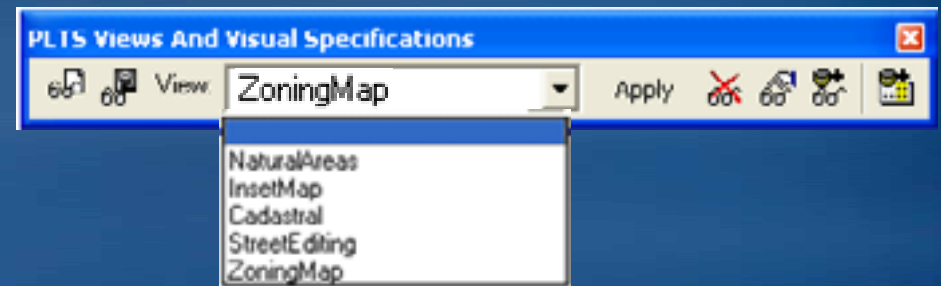 PLTS Views And Visual Specifications
View: ZoningMap Apply
NaturalAreas
InsetMap
Cadastral
StreetEditing
ZoningMap